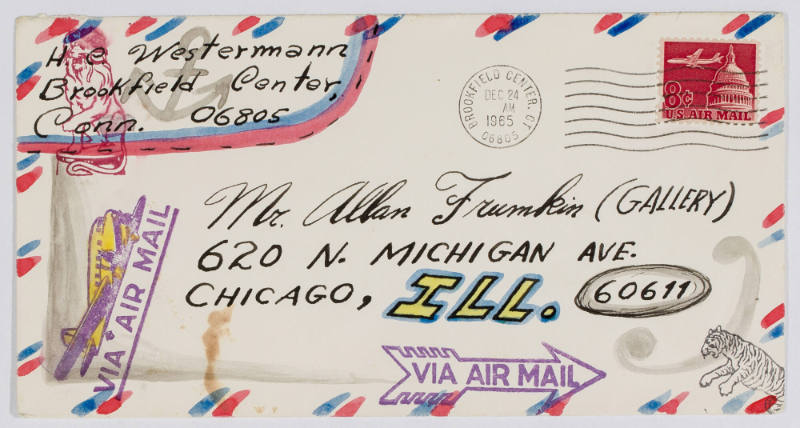 H. C. Westermann
Brookfield Center,
Conn. 06805
BROOKFIELD CENTER, CT
DEC 24
AM
1965
06805
8¢
U.S. AIR MAIL
Mr. Allan Frumkin (GALLERY)
620 N. MICHIGAN AVE.
CHICAGO, ILL. 60611
VIA AIR MAIL
VIA AIR MAIL